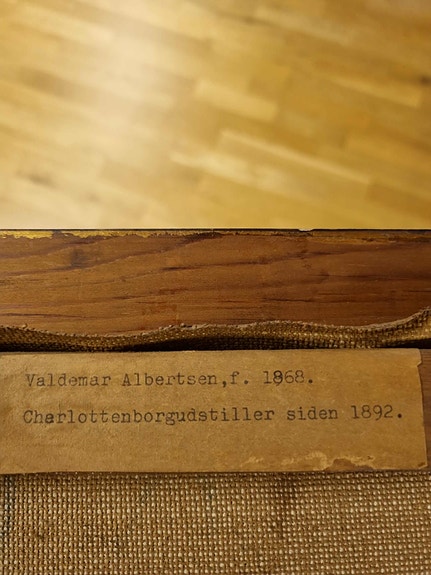 Valdemar Albertsen,f. 1868.
Charlottenborgudstiller siden 1892.